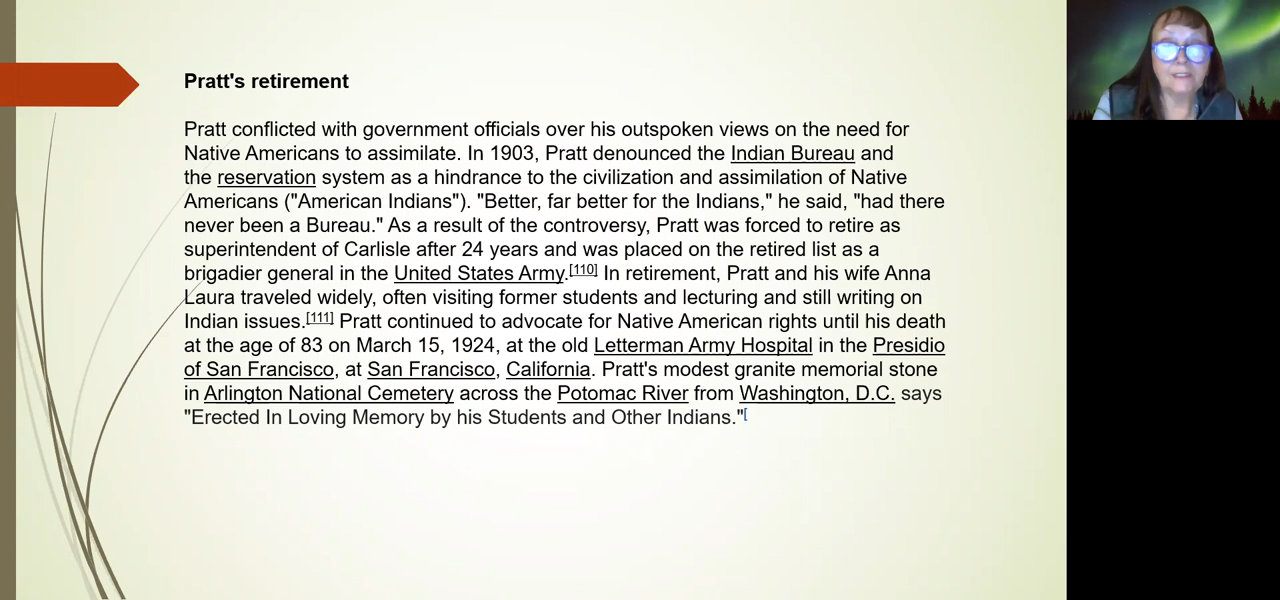 Pratt's retirement
Pratt conflicted with government officials over his outspoken views on the need for
Native Americans to assimilate. In 1903, Pratt denounced the Indian Bureau and
the reservation system as a hindrance to the civilization and assimilation of Native
Americans ("American Indians"). "Better, far better for the Indians," he said, "had there
never been a Bureau." As a result of the controversy, Pratt was forced to retire as
superintendent of Carlisle after 24 years and was placed on the retired list as a
brigadier general in the United States Army.[110] In retirement, Pratt and his wife Anna
Laura traveled widely, often visiting former students and lecturing and still writing on
Indian issues.[111] Pratt continued to advocate for Native American rights until his death
at the age of 83 on March 15, 1924, at the old Letterman Army Hospital in the Presidio
of San Francisco, at San Francisco, California. Pratt's modest granite memorial stone
in Arlington National Cemetery across the Potomac River from Washington, D.C. says
"Erected In Loving Memory by his Students and Other Indians."[